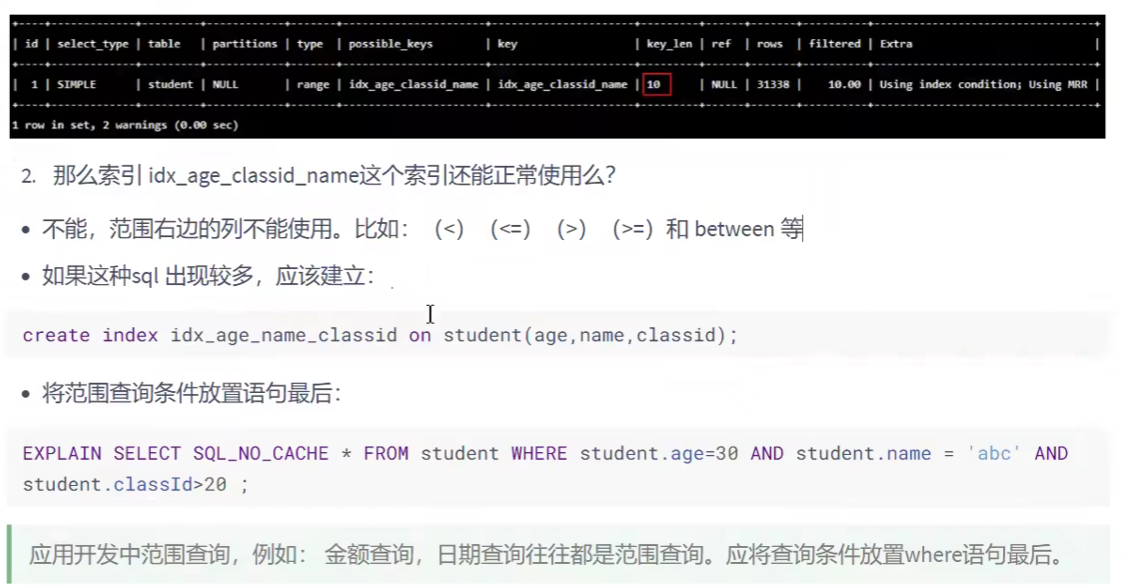 +----+-------------+---------+------------+-------+------------------------+------------------------+---------+------+-------+----------+----------------------------------+
| id | select_type | table | partitions | type | possible_keys | key | key_len | ref | rows | filtered | Extra |
+----+-------------+---------+------------+-------+------------------------+------------------------+---------+------+-------+----------+----------------------------------+
| 1 | SIMPLE | student | NULL | range | idx_age_classid_name | idx_age_classid_name | 10 | NULL | 31338 | 10.00 | Using index condition; Using MRR |
+----+-------------+---------+------------+-------+------------------------+------------------------+---------+------+-------+----------+----------------------------------+
1 row in set, 2 warnings (0.00 sec)
2. 那么索引 idx_age_classid_name这个索引还能正常使用么?
• 不能,范围右边的列不能使用。比如: (<) (<=) (>) (>=) 和 between 等
• 如果这种sql 出现较多,应该建立:
create index idx_age_name_classid on student(age,name,classid);
• 将范围查询条件放置语句最后:
EXPLAIN SELECT SQL_NO_CACHE * FROM student WHERE student.age=30 AND student.name = 'abc' AND
student.classId>20 ;
应用开发中范围查询,例如: 金额查询,日期查询往往都是范围查询。应将查询条件放置where语句最后。